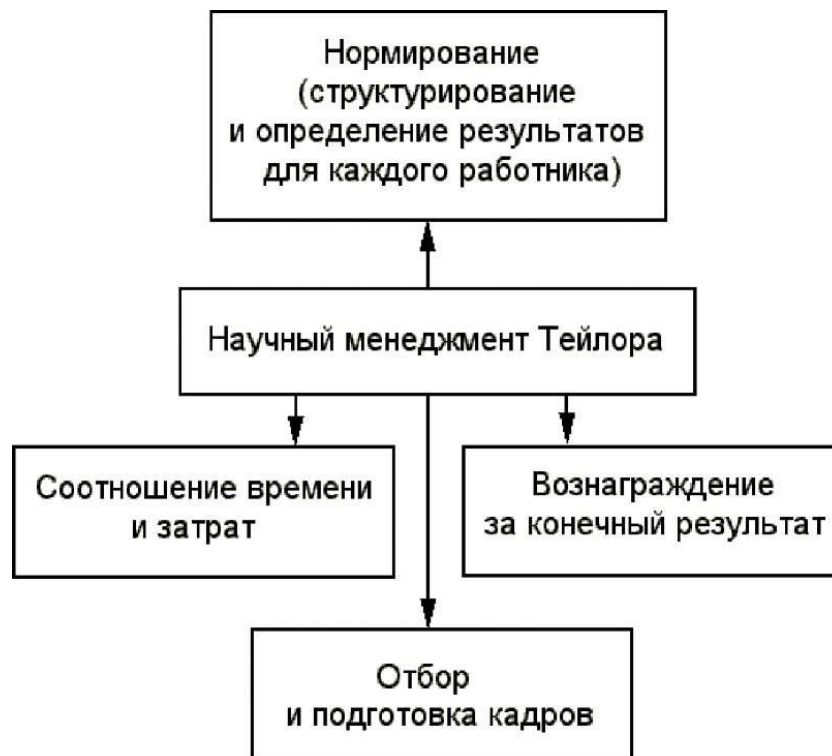 Нормирование
(структурирование
и определение результатов
для каждого работника)
Научный менеджмент Тейлора
Соотношение времени
и затрат
Вознаграждение
за конечный результат
Отбор
и подготовка кадров